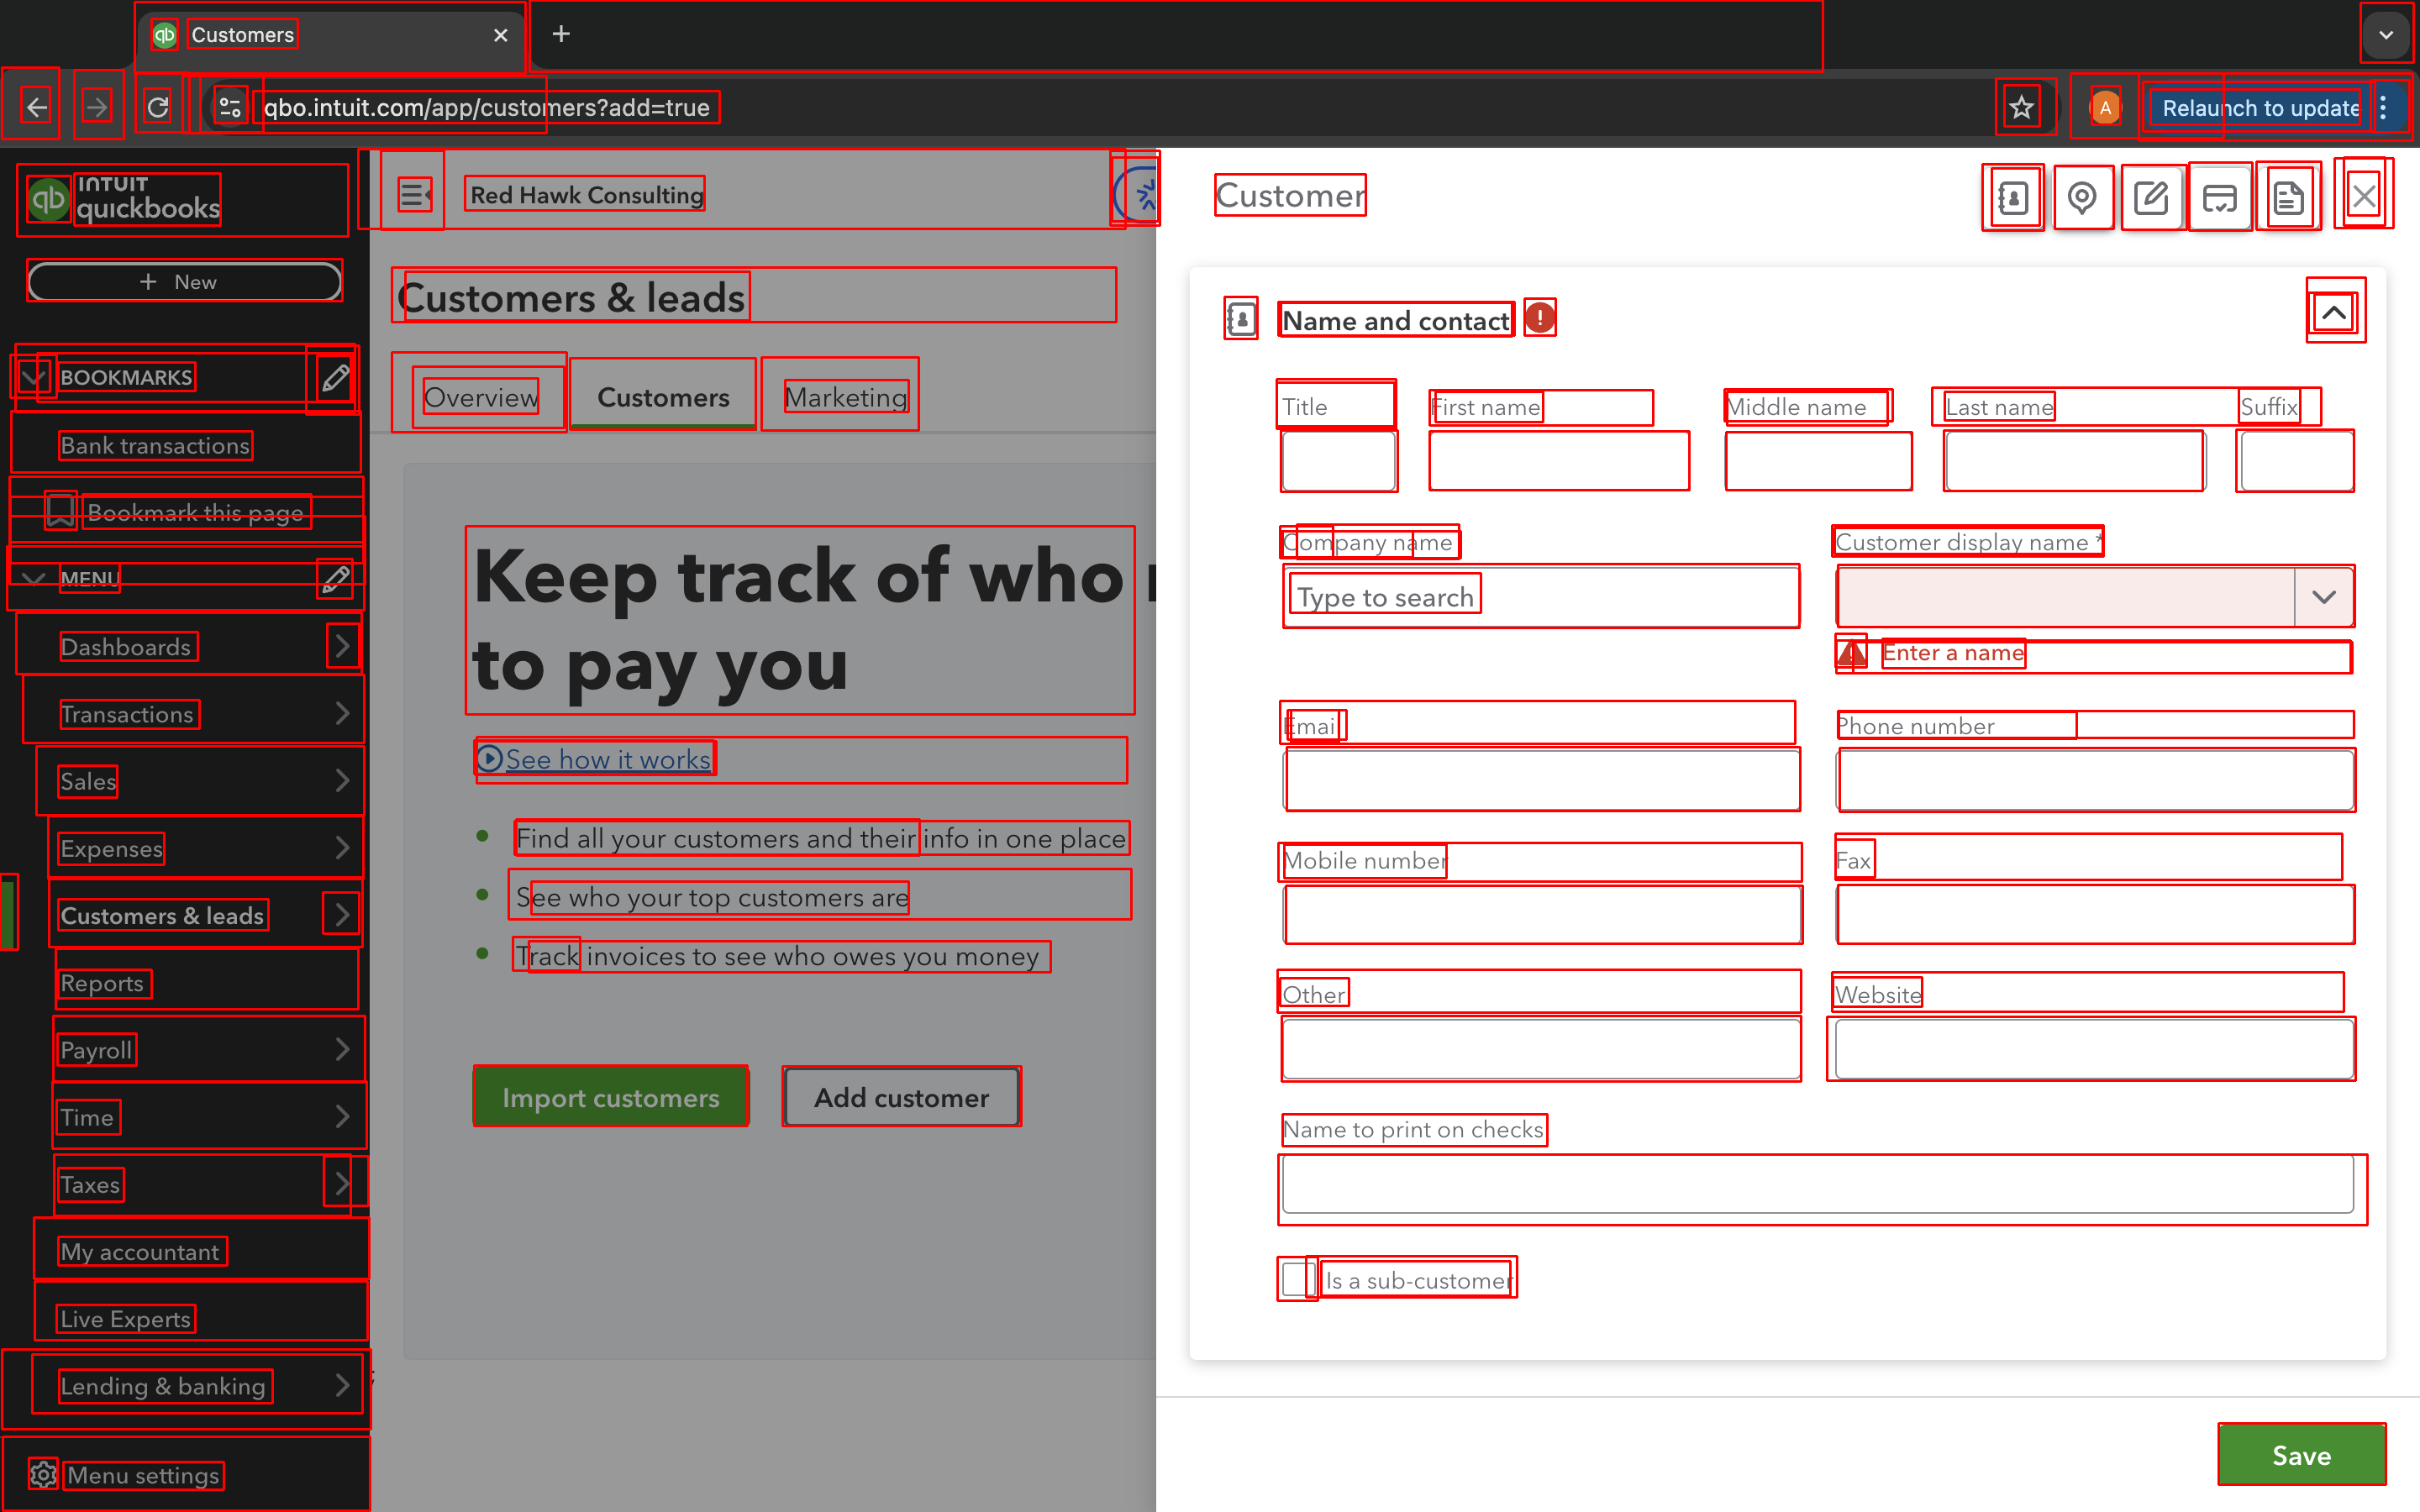 Customers
qbo.intuit.com/app/customers?add=true
A
Relaunch to update
INTUIT
quickbooks
qb
+ New
BOOKMARKS
Bank transactions
Bookmark this page
MENU
Dashboards
Transactions
Sales
Expenses
Customers & leads
Reports
Payroll
Time
Taxes
My accountant
Live Experts
Lending & banking
Menu settings
Red Hawk Consulting
Customers & leads
Overview
Customers
Marketing
Keep track of who
to pay you
See how it works
Find all your customers and their info in one place
See who your top customers are
Track invoices to see who owes you money
Import customers
Add customer
Customer
Name and contact
Title
First name
Middle name
Last name
Suffix
Company name
Customer display name *
Type to search
Enter a name
Email
Phone number
Mobile number
Fax
Other
Website
Name to print on checks
Is a sub-customer
Save